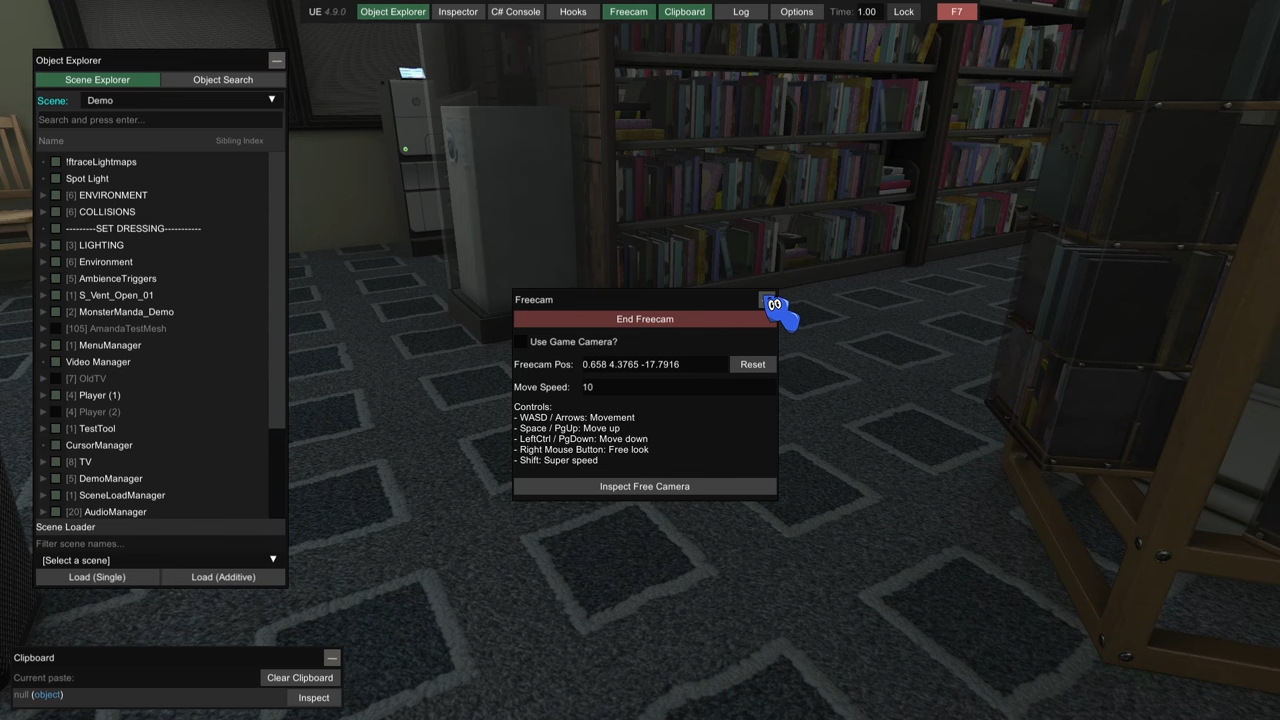 UE 4.9.0 Object Explorer Inspector C# Console Hooks Freecam Clipboard Log Options Time: 1.00 Lock F7
Object Explorer
Scene Explorer Object Search
Scene: Demo ▼
Search and press enter...
Name Sibling Index
!ftraceLightmaps
Spot Light
► [6] ENVIRONMENT
► [6] COLLISIONS
---------SET DRESSING-----------
► [3] LIGHTING
► [6] Environment
► [5] AmbienceTriggers
► [1] S_Vent_Open_01
► [2] MonsterManda_Demo
► [105] AmandaTestMesh
► [1] MenuManager
Video Manager
► [7] OldTV
► [4] Player (1)
► [4] Player (2)
► [1] TestTool
CursorManager
► [8] TV
► [5] DemoManager
► [1] SceneLoadManager
► [20] AudioManager
Scene Loader
Filter scene names...
[Select a scene] ▼
Load (Single) Load (Additive)
Freecam
End Freecam
Use Game Camera?
Freecam Pos: 0.658 4.3765 -17.7916 Reset
Move Speed: 10
Controls:
- WASD / Arrows: Movement
- Space / PgUp: Move up
- LeftCtrl / PgDown: Move down
- Right Mouse Button: Free look
- Shift: Super speed
Inspect Free Camera
Clipboard
Current paste: Clear Clipboard
null (object) Inspect